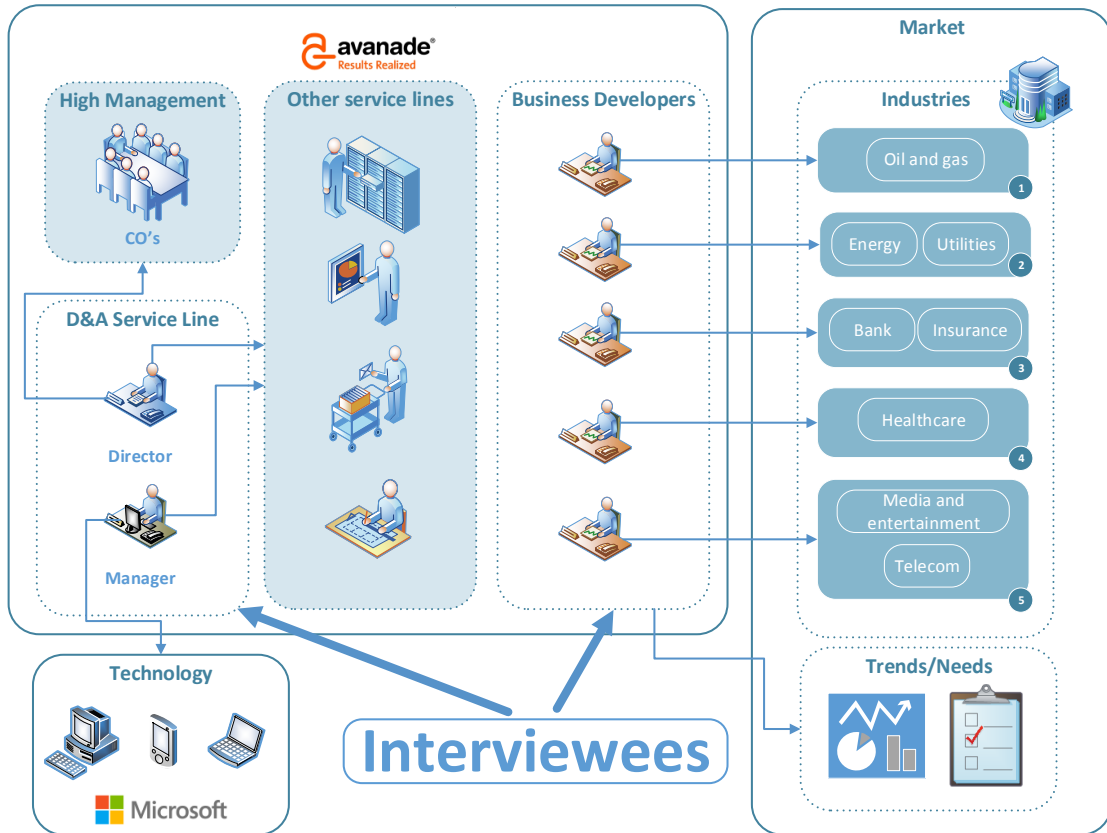 avanade®
Results Realized
High Management
CO's
D&A Service Line
Director
Manager
Other service lines
Business Developers
Market
Industries
Oil and gas
1
Energy
Utilities
2
Bank
Insurance
3
Healthcare
4
Media and
entertainment
Telecom
5
Technology
Microsoft
Interviewees
Trends/Needs